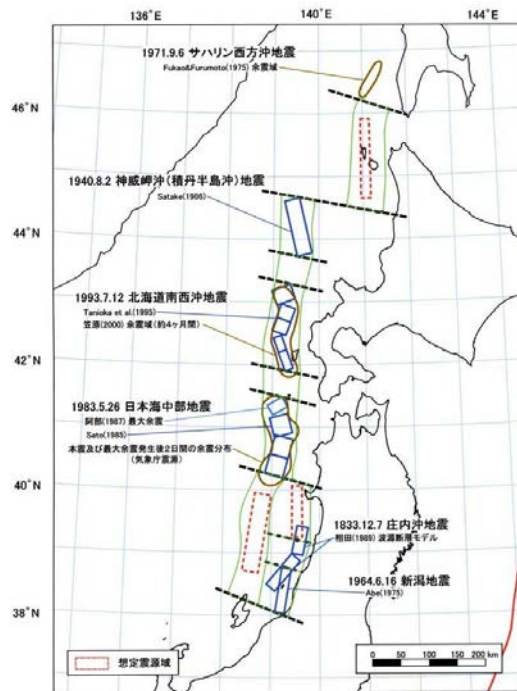 136°E
140°E
144°E
1971.9.6 サハリン西方沖地震
Fukao&Furumoto(1975) 余震域
46°N
1940.8.2 神威岬沖(積丹半島沖)地震
Satake(1986)
44°N
1993.7.12 北海道南西沖地震
Tanioka et al.(1995)
笠原(2000) 余震域(約4ヶ月間)
42°N
1983.5.26 日本海中部地震
阿部(1987) 最大余震
Sato(1985)
本震及び最大余震発生後2日間の余震分布
(気象庁震源)
40°N
1833.12.7 庄内沖地震
相田(1989) 波源断層モデル
1964.6.16 新潟地震
Abe(1975)
38°N
想定震源域
0 50 100 150 200 km